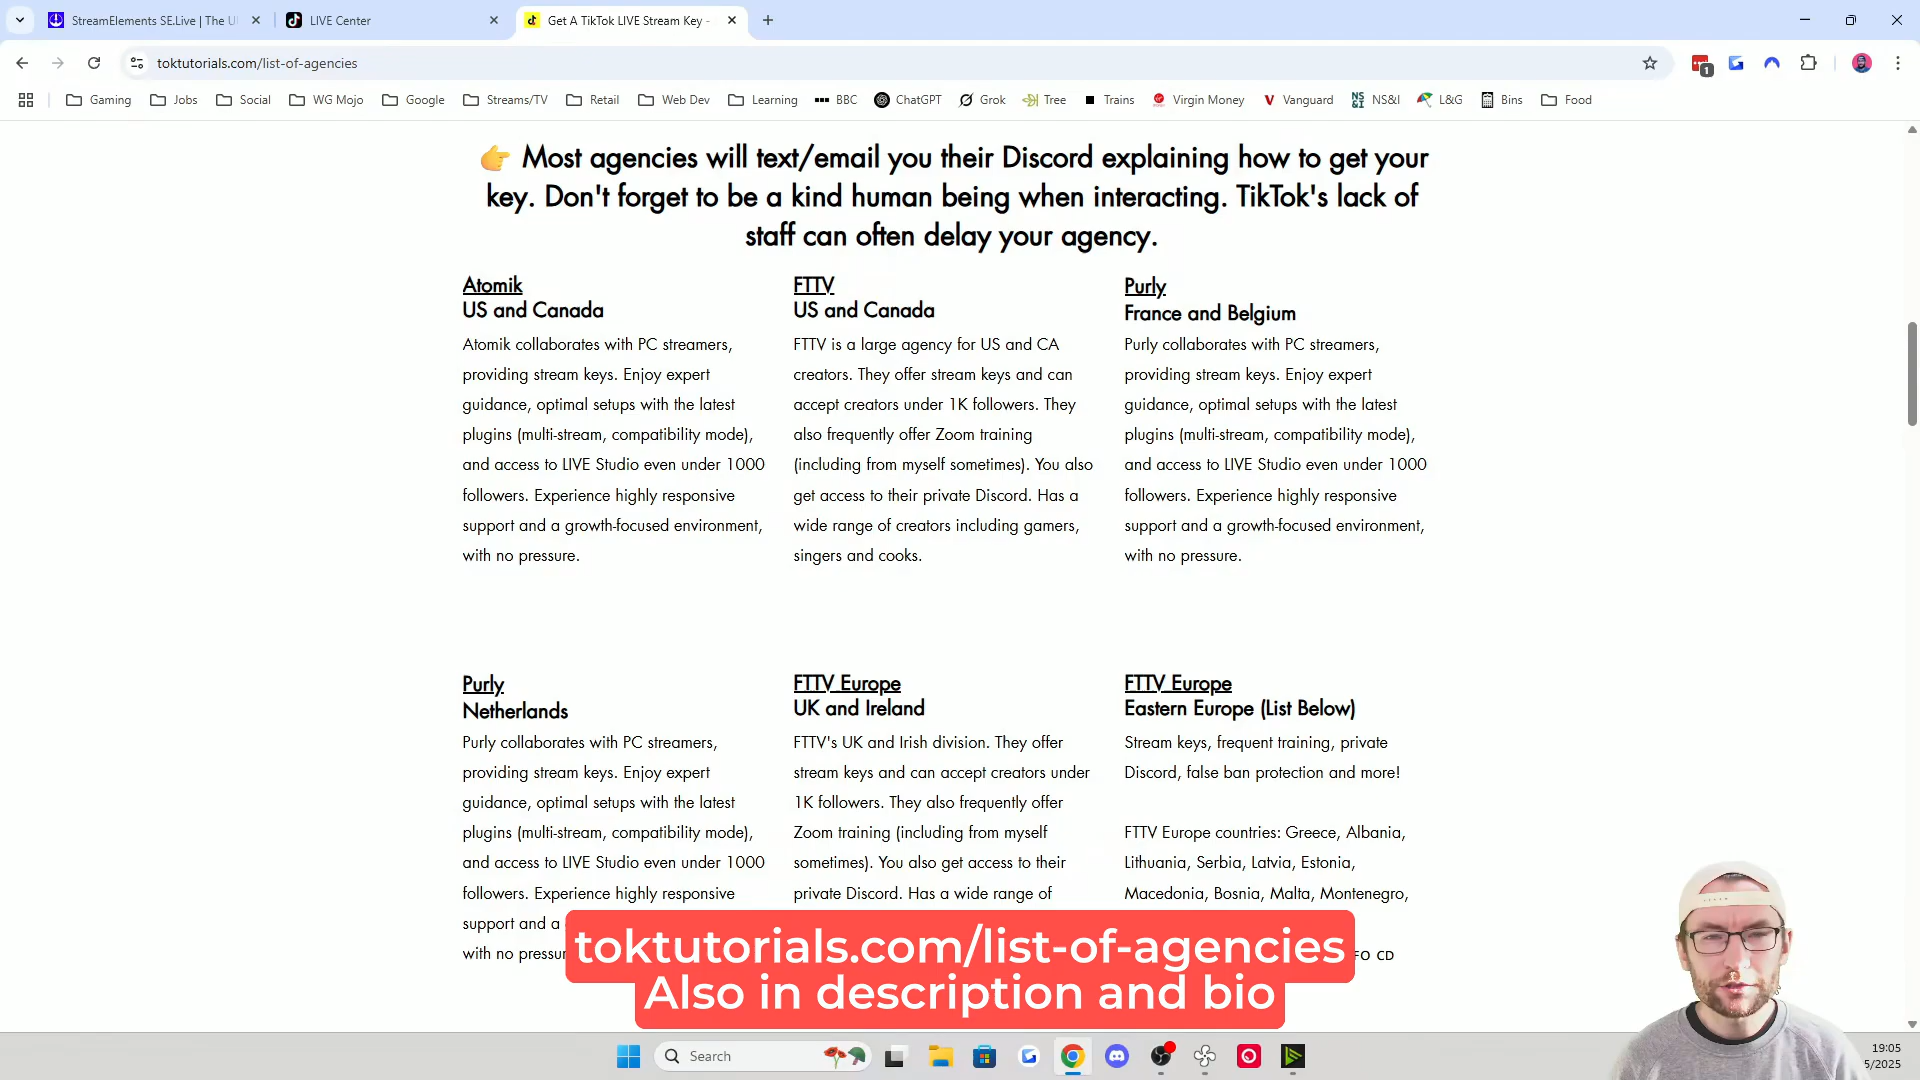 StreamElements SE.Live | The U
LIVE Center
Get A TikTok LIVE Stream Key -
toktutorials.com/list-of-agencies
1
Gaming
Jobs
Social
WG Mojo
Google
Streams/TV
Retail
Web Dev
Learning
BBC
ChatGPT
Grok
Tree
Trains
Virgin Money
Vanguard
NS&I
L&G
Bins
Food
👉 Most agencies will text/email you their Discord explaining how to get your
key. Don't forget to be a kind human being when interacting. TikTok's lack of
staff can often delay your agency.
Atomik
US and Canada
Atomik collaborates with PC streamers,
providing stream keys. Enjoy expert
guidance, optimal setups with the latest
plugins (multi-stream, compatibility mode),
and access to LIVE Studio even under 1000
followers. Experience highly responsive
support and a growth-focused environment,
with no pressure.
FTTV
US and Canada
FTTV is a large agency for US and CA
creators. They offer stream keys and can
accept creators under 1K followers. They
also frequently offer Zoom training
(including from myself sometimes). You also
get access to their private Discord. Has a
wide range of creators including gamers,
singers and cooks.
Purly
France and Belgium
Purly collaborates with PC streamers,
providing stream keys. Enjoy expert
guidance, optimal setups with the latest
plugins (multi-stream, compatibility mode),
and access to LIVE Studio even under 1000
followers. Experience highly responsive
support and a growth-focused environment,
with no pressure.
Purly
Netherlands
Purly collaborates with PC streamers,
providing stream keys. Enjoy expert
guidance, optimal setups with the latest
plugins (multi-stream, compatibility mode),
and access to LIVE Studio even under 1000
followers. Experience highly responsive
support and a
with no pressu
FTTV Europe
UK and Ireland
FTTV's UK and Irish division. They offer
stream keys and can accept creators under
1K followers. They also frequently offer
Zoom training (including from myself
sometimes). You also get access to their
private Discord. Has a wide range of
FTTV Europe
Eastern Europe (List Below)
Stream keys, frequent training, private
Discord, false ban protection and more!
FTTV Europe countries: Greece, Albania,
Lithuania, Serbia, Latvia, Estonia,
Macedonia, Bosnia, Malta, Montenegro,
FO CD
toktutorials.com/list-of-agencies
Also in description and bio
Search
19:05
5/2025